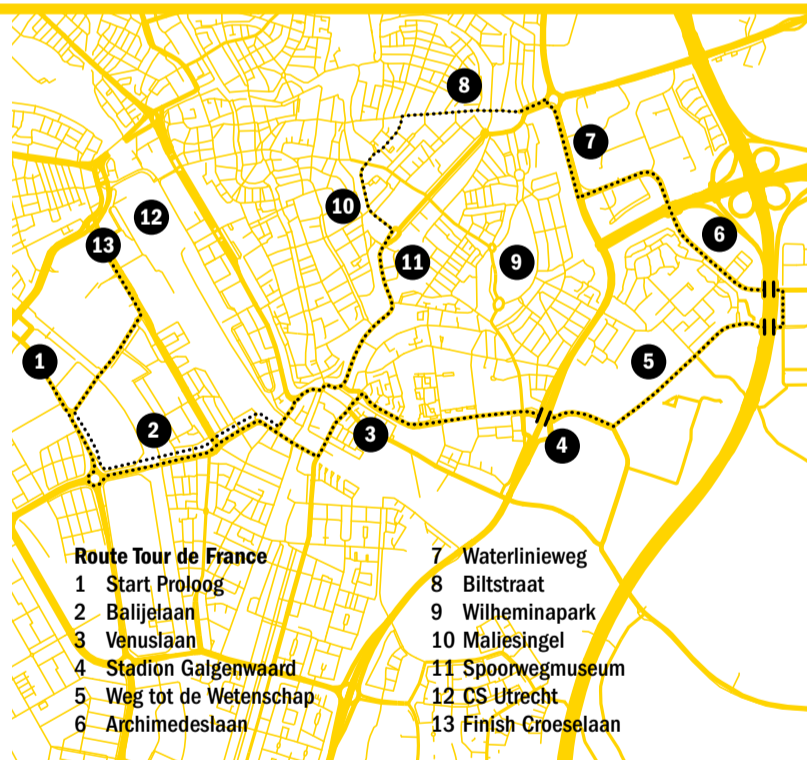 8
7
10
12
13
11
9
6
1
5
2
3
4
Route Tour de France
1 Start Proloog
2 Balijelaan
3 Venuslaan
4 Stadion Galgenwaard
5 Weg tot de Wetenschap
6 Archimedeslaan
7 Waterlinieweg
8 Biltstraat
9 Wilheminapark
10 Maliesingel
11 Spoorwegmuseum
12 CS Utrecht
13 Finish Croeselaan